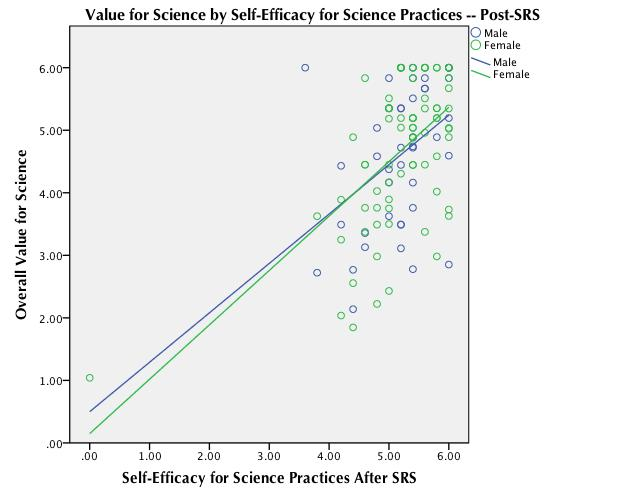 Value for Science by Self-Efficacy for Science Practices -- Post-SRS
Male
Female
Male
Female
6.00
5.00
4.00
3.00
2.00
1.00
.00
Overall Value for Science
.00 1.00 2.00 3.00 4.00 5.00 6.00
Self-Efficacy for Science Practices After SRS